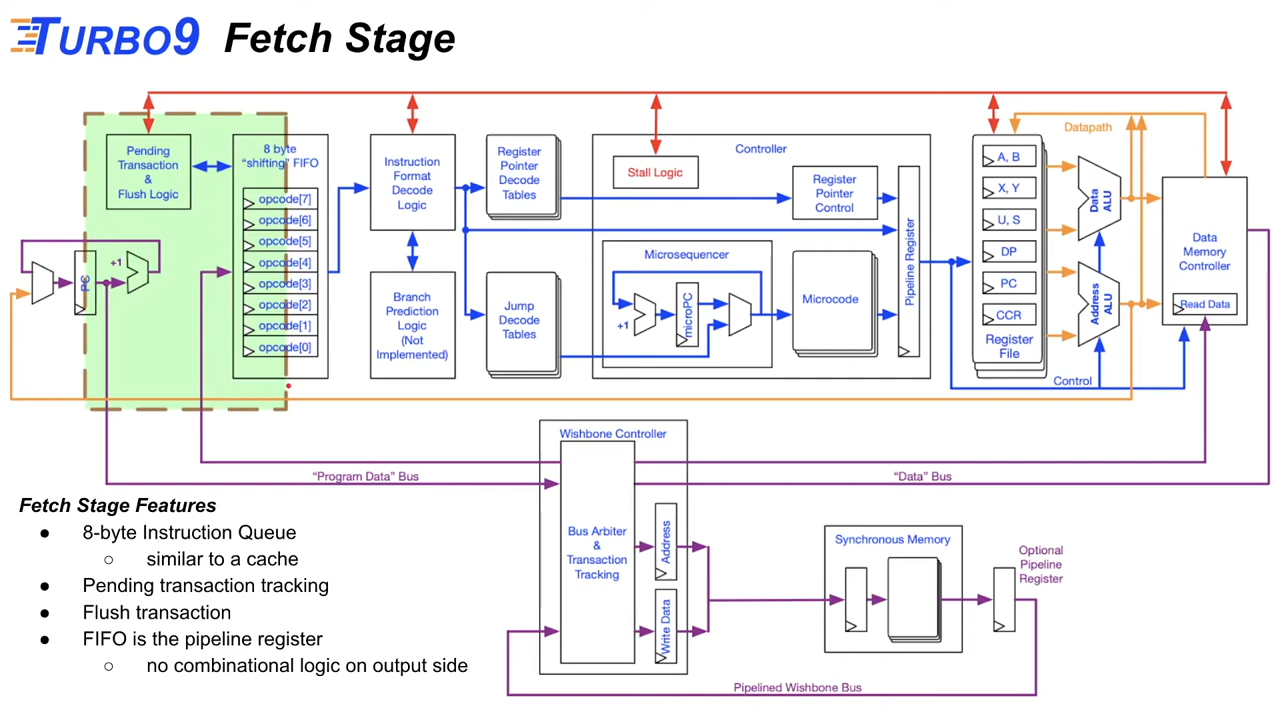 TURBO9 Fetch Stage
Pending
Transaction
&
Flush Logic
8 byte
“shifting” FIFO
opcode[7]
opcode[6]
opcode[5]
opcode[4]
opcode[3]
opcode[2]
opcode[1]
opcode[0]
PC
+1
Instruction
Format
Decode
Logic
Branch
Prediction
Logic
(Not
Implemented)
Register
Pointer
Decode
Tables
Jump
Decode
Tables
Controller
Stall Logic
Register
Pointer
Control
Microsequencer
+1
microPC
Microcode
Pipeline Register
Datapath
A, B
X, Y
U, S
DP
PC
CCR
Register
File
Data
ALU
Address
ALU
Control
Data
Memory
Controller
Read Data
Wishbone Controller
“Program Data” Bus
“Data” Bus
Bus Arbiter
&
Transaction
Tracking
Address
Write Data
Synchronous Memory
Optional
Pipeline
Register
Pipelined Wishbone Bus
Fetch Stage Features
● 8-byte Instruction Queue
○ similar to a cache
● Pending transaction tracking
● Flush transaction
● FIFO is the pipeline register
○ no combinational logic on output side